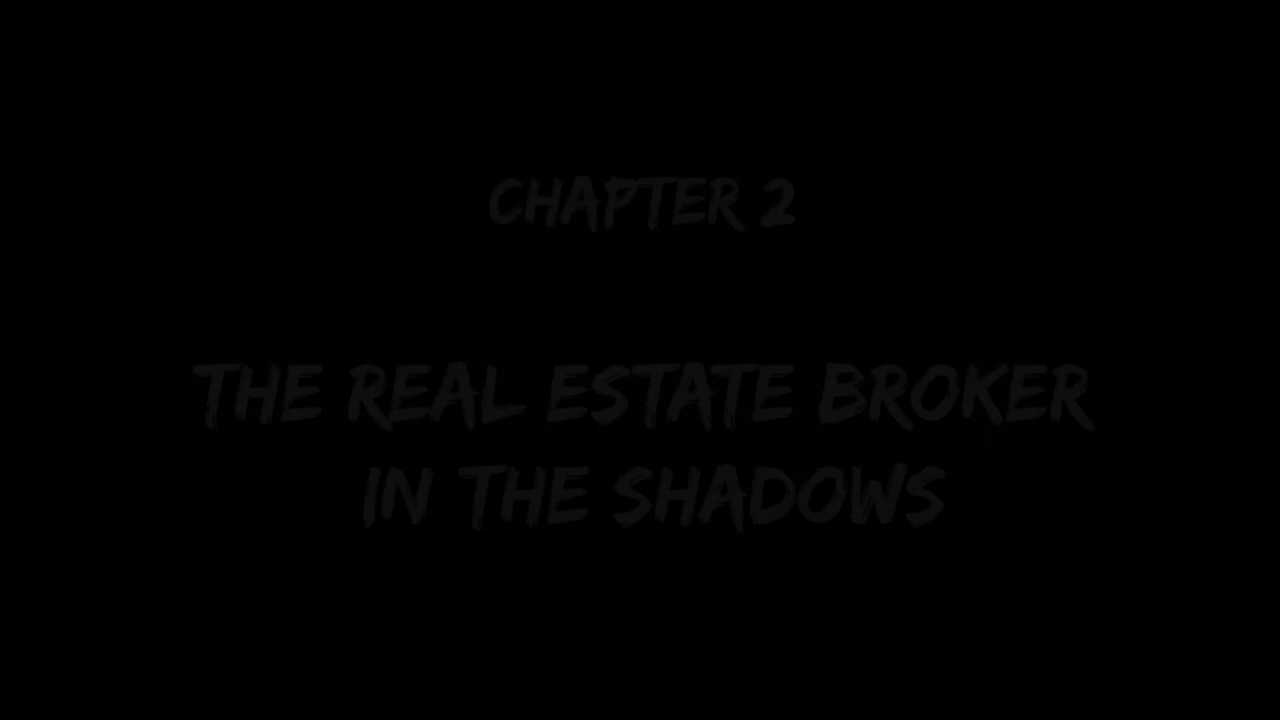 CHAPTER 2
THE REAL ESTATE BROKER
IN THE SHADOWS